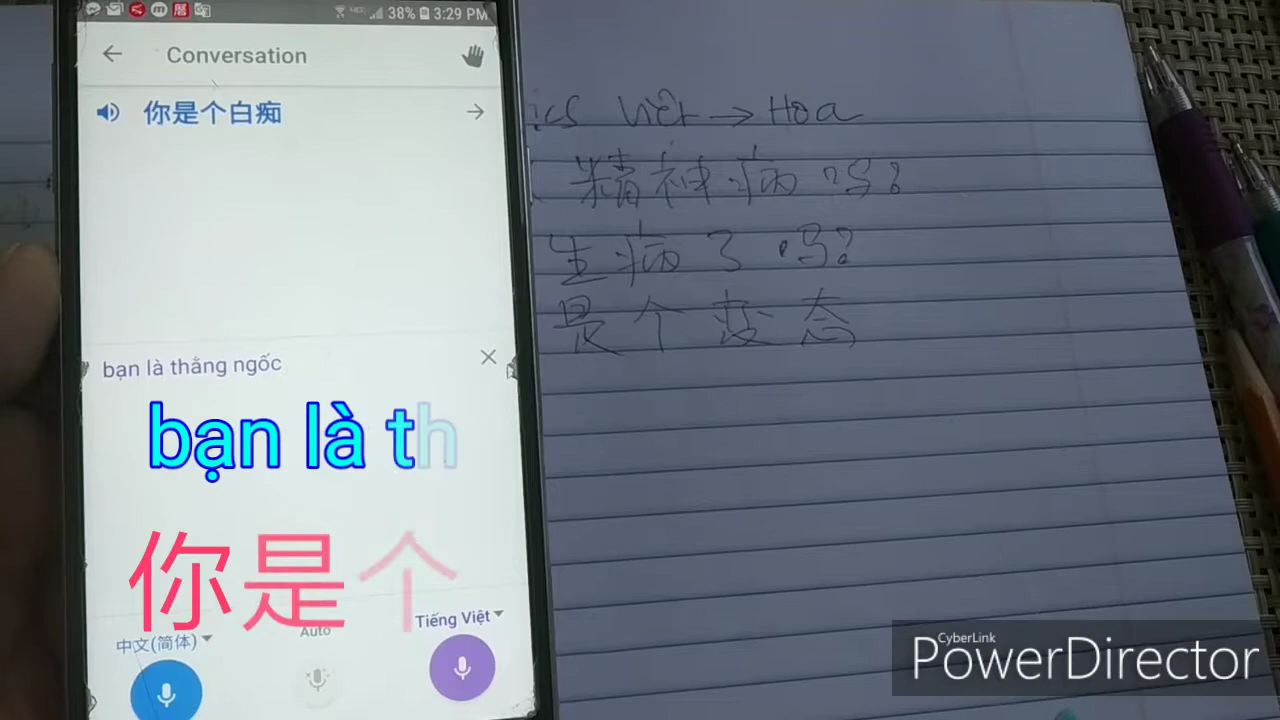 38% 3:29 PM
Conversation
你是个白痴
bạn là thằng ngốc
bạn là th
你是个
中文(简体)
Auto
Tiếng Việt
Việt → Hoa
精神病吗?
生病了吗?
是个变态
CyberLink
PowerDirector